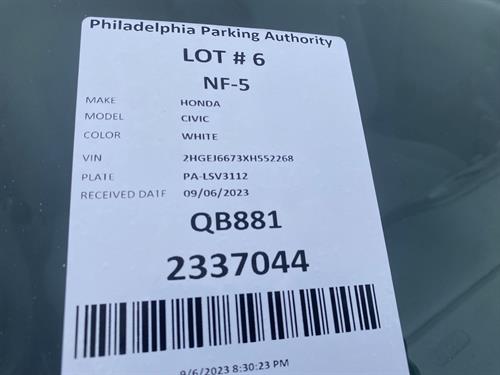 Philadelphia Parking Authority
LOT # 6
NF-5
MAKE HONDA
MODEL CIVIC
COLOR WHITE
VIN 2HGEJ6673XH552268
PLATE PA-LSV3112
RECEIVED DATE 09/06/2023
QB881
2337044
9/6/2023 8:30:23 PM